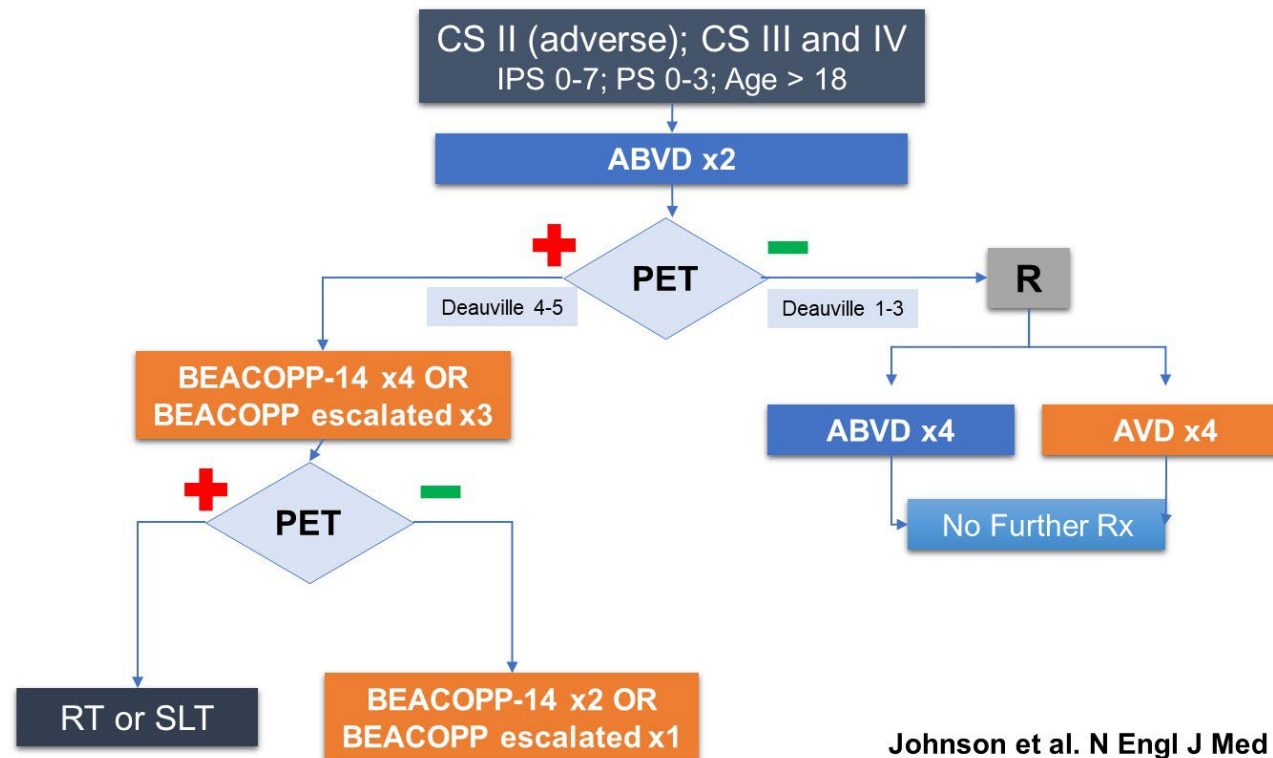 CS II (adverse); CS III and IV
IPS 0-7; PS 0-3; Age > 18
ABVD x2
PET
Deauville 4-5
Deauville 1-3
R
BEACOPP-14 x4 OR
BEACOPP escalated x3
ABVD x4
AVD x4
PET
No Further Rx
RT or SLT
BEACOPP-14 x2 OR
BEACOPP escalated x1
Johnson et al. N Engl J Med